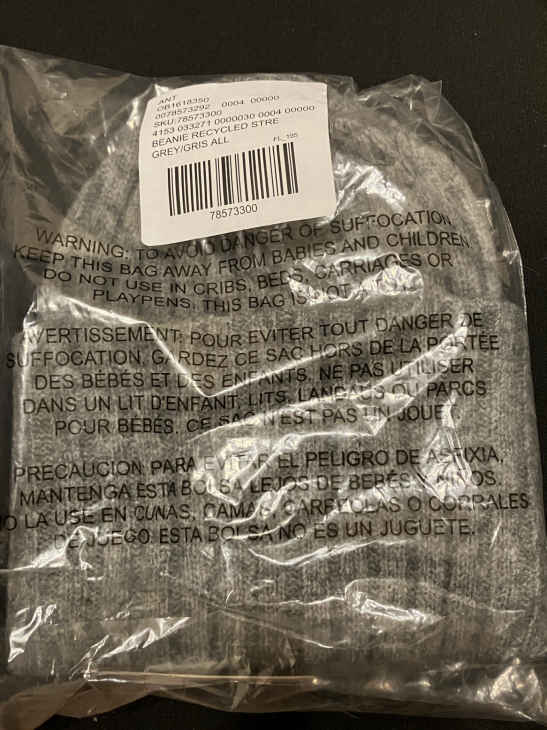 ANT
OB1618350
0078573292 0004 00000
SKU:78573300
4153 033271 0000030 0004 00000
BEANIE RECYCLED STRE
GREY/GRIS ALL
FL_195
78573300
WARNING: TO AVOID DANGER OF SUFFOCATION
KEEP THIS BAG AWAY FROM BABIES AND CHILDREN
DO NOT USE IN CRIBS, BEDS, CARRIAGES OR
PLAYPENS. THIS BAG IS NOT A
AVERTISSEMENT: POUR EVITER TOUT DANGER DE
SUFFOCATION, GARDEZ CE SAC HORS DE LA PORTÉE
DES BÉBÉS ET DES ENFANTS, NE PAS UTILISER
DANS UN LIT D'ENFANT, LITS, LANDAUS OU PARCS
POUR BÉBÉS. CE SAC N'EST PAS UN JOUET
PRECAUCION: PARA EVITAR EL PELIGRO DE ASFIXIA,
MANTENGA ESTA BOLSA LEJOS DE BEBÉS NIÑOS.
NO LA USE EN CUNAS, CAMAS, CARREOLAS O CORRALES
DE JUEGO. ESTA BOLSA NO ES UN JUGUETE.